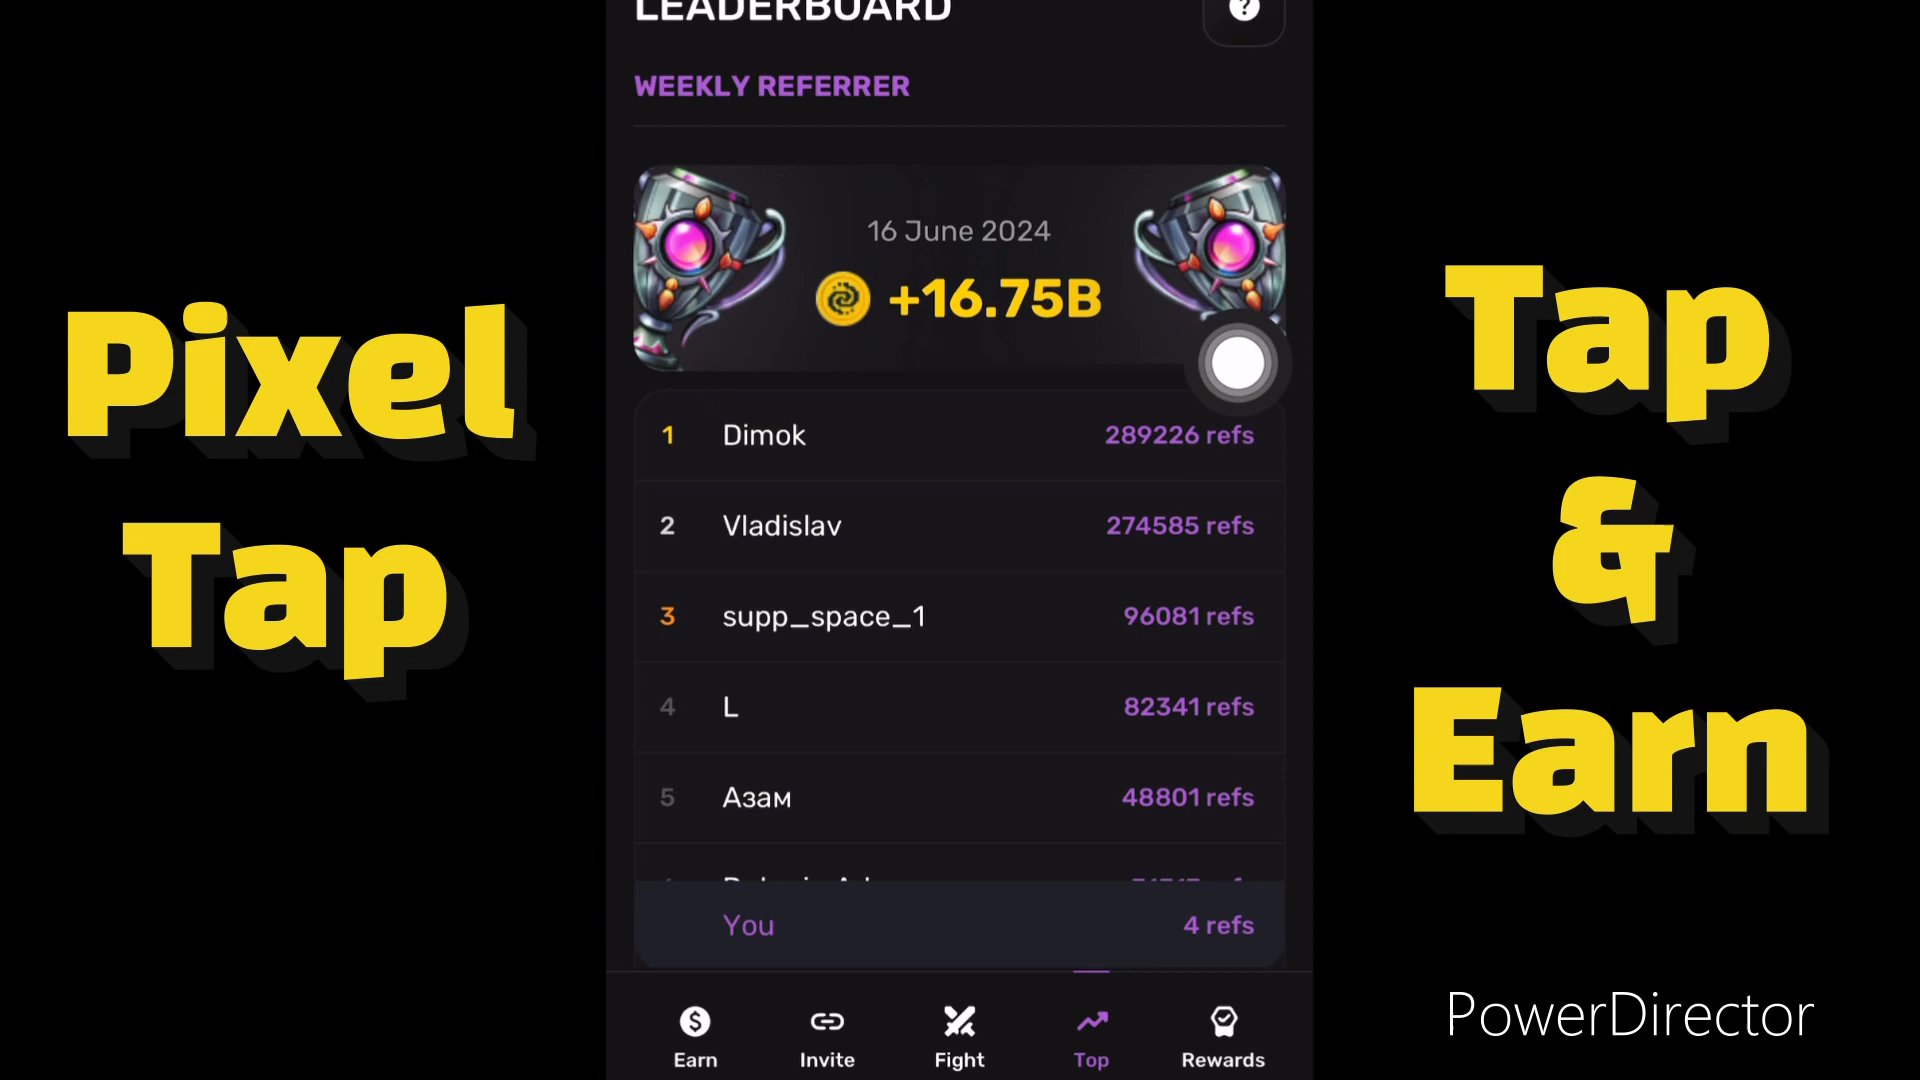 LEADERBOARD
?
WEEKLY REFERRER
16 June 2024
+16.75B
1 Dimok 289226 refs
2 Vladislav 274585 refs
3 supp_space_1 96081 refs
4 L 82341 refs
5 Азам 48801 refs
You 4 refs
Earn Invite Fight Top Rewards
Pixel
Tap
Tap
&
Earn
PowerDirector